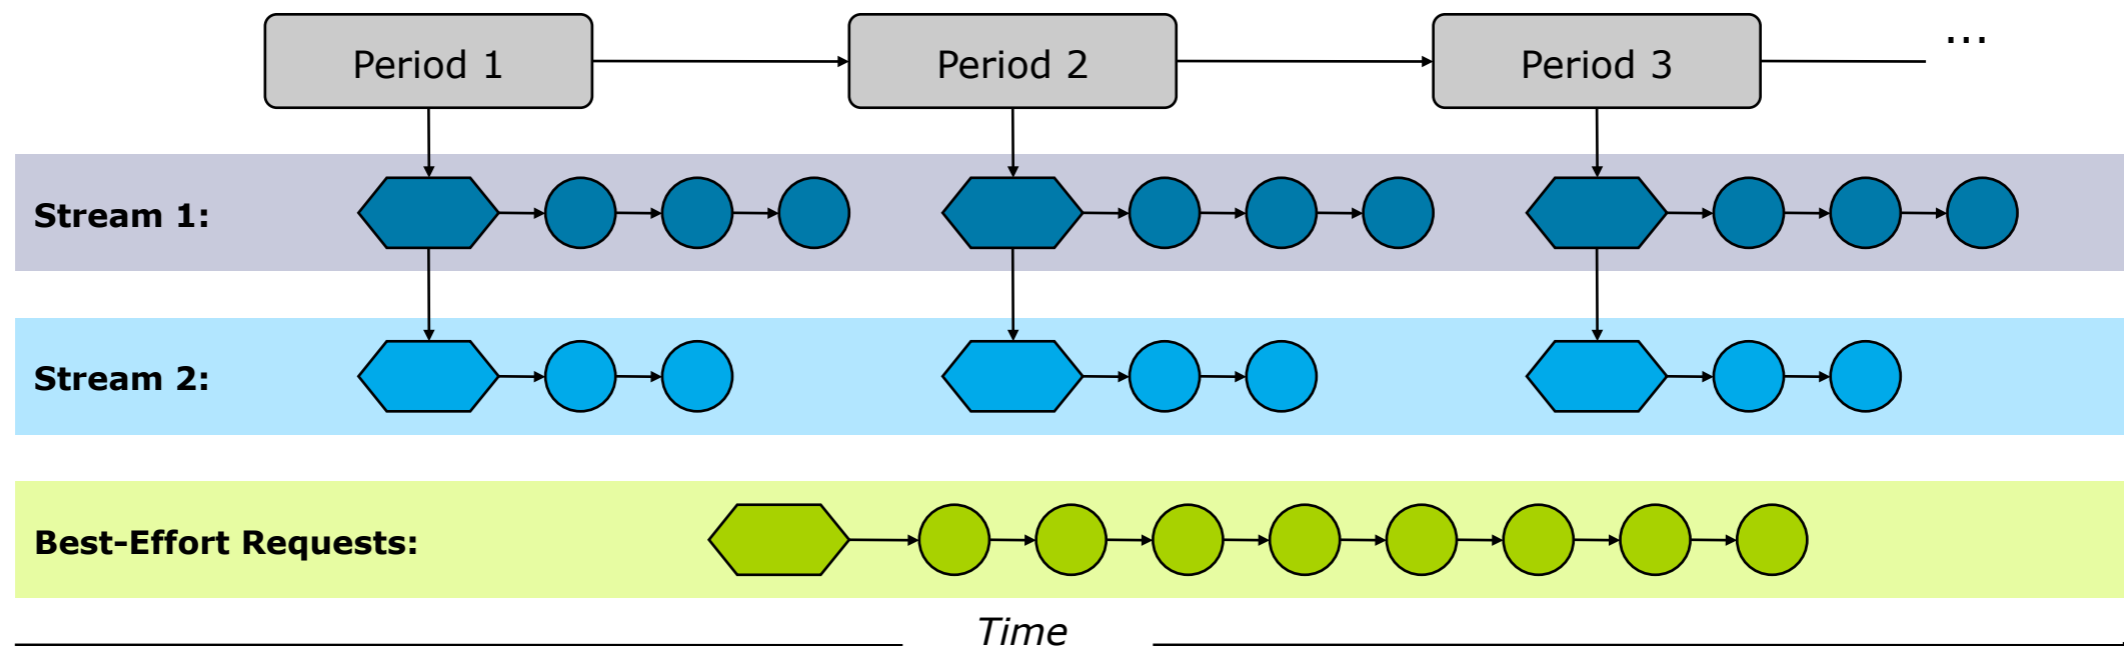 Period 1
Period 2
Period 3
...
Stream 1:
Stream 2:
Best-Effort Requests:
Time